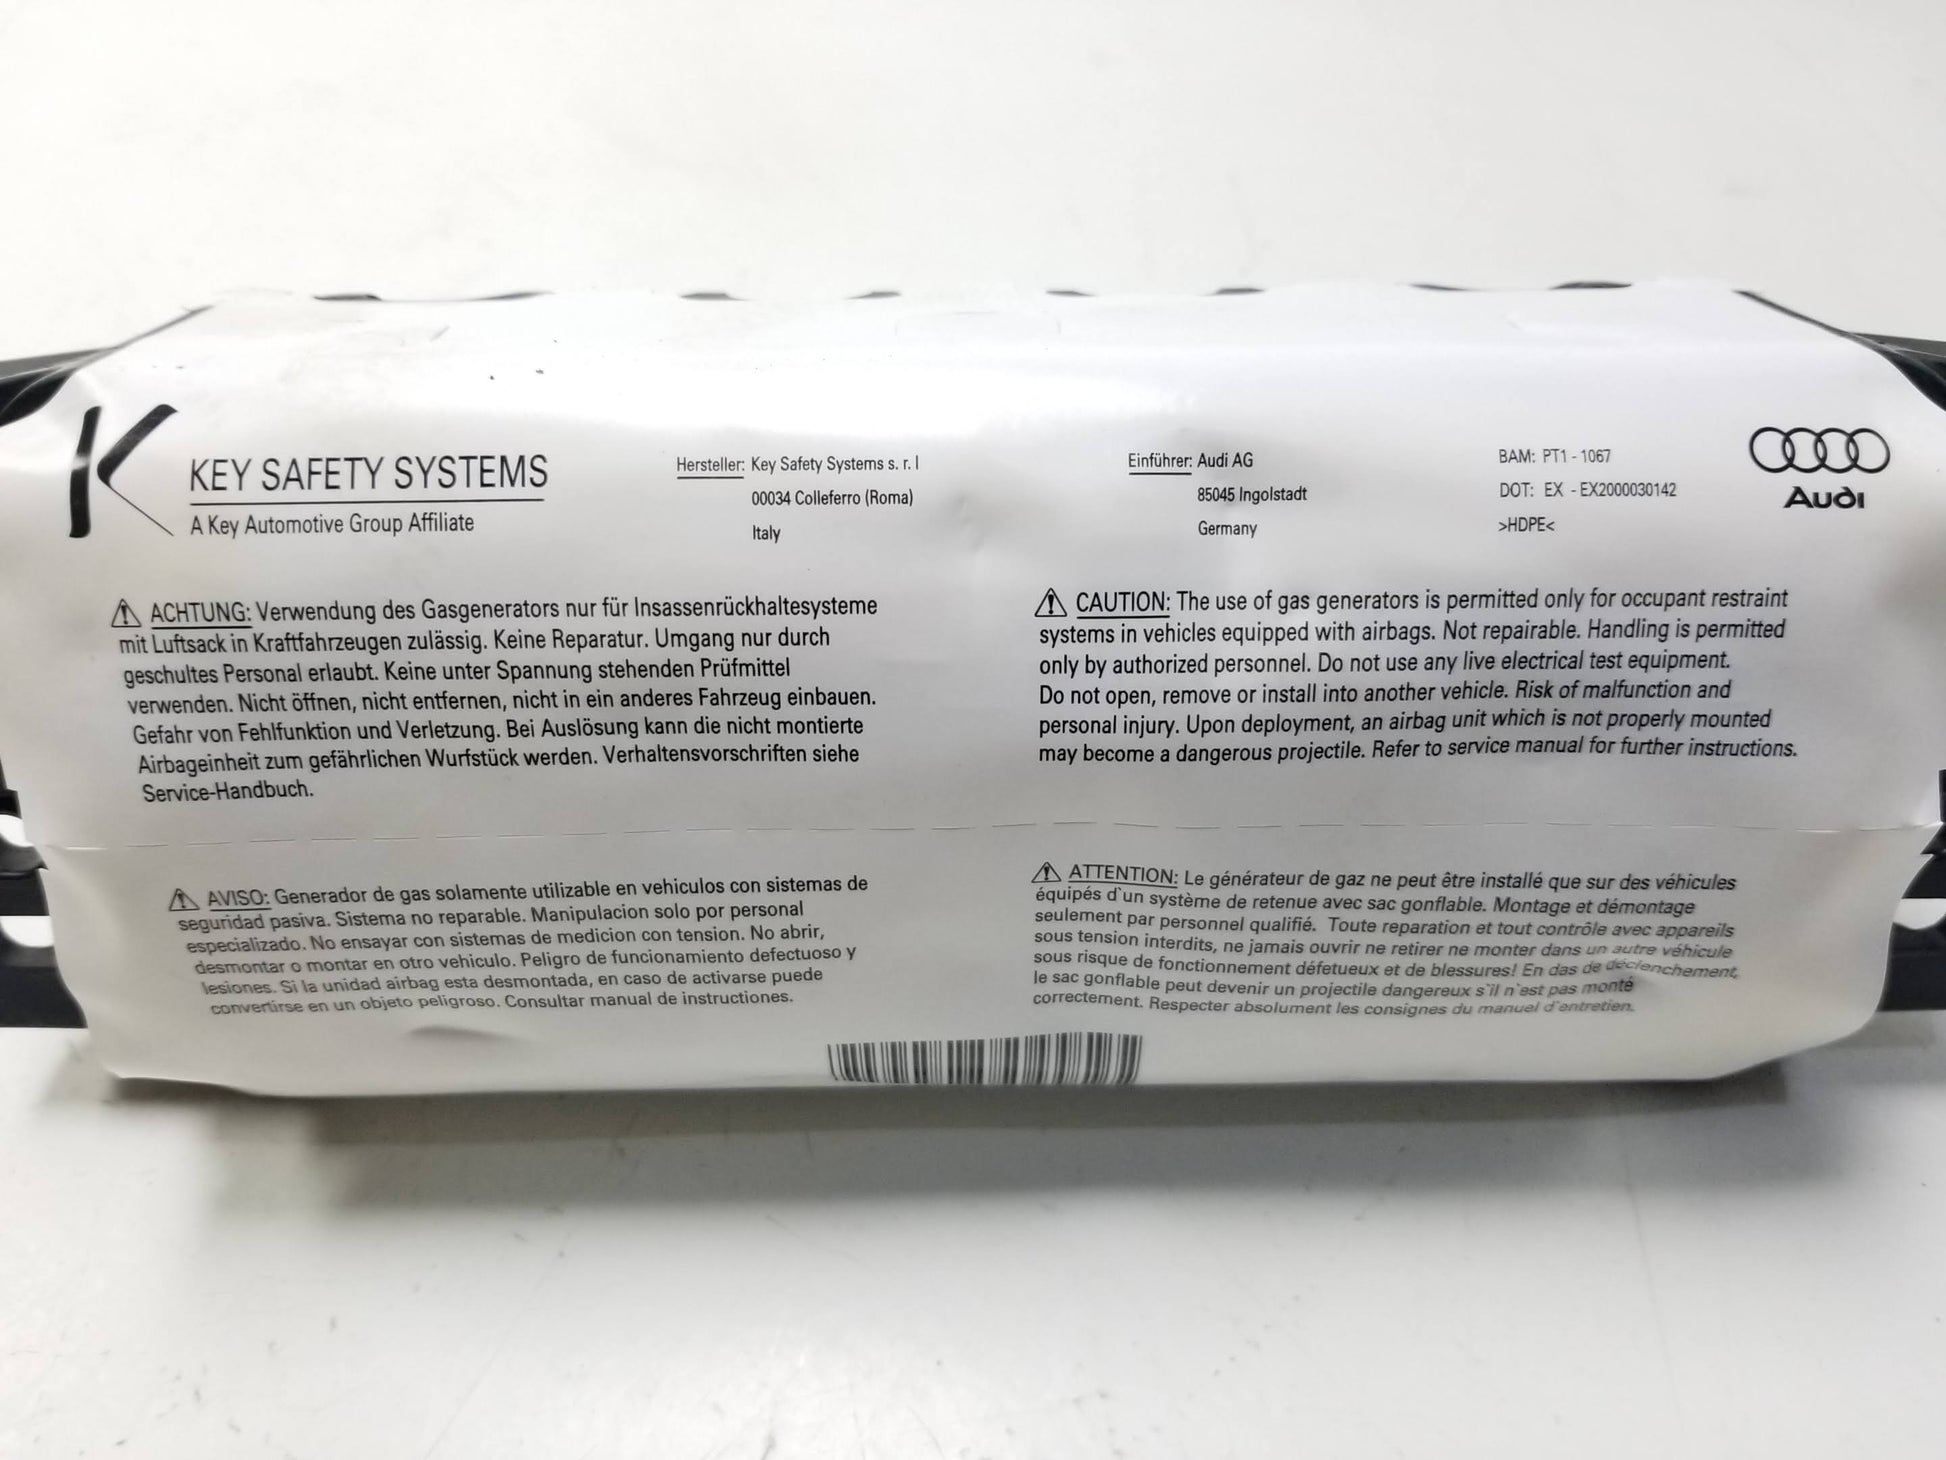 KEY SAFETY SYSTEMS
A Key Automotive Group Affiliate
Hersteller: Key Safety Systems s. r. l
00034 Colleferro (Roma)
Italy
Einführer: Audi AG
85045 Ingolstadt
Germany
BAM: PT1 - 1067
DOT: EX - EX2000030142
>HDPE<
Audi
ACHTUNG: Verwendung des Gasgenerators nur für Insassenrückhaltesysteme
mit Luftsack in Kraftfahrzeugen zulässig. Keine Reparatur. Umgang nur durch
geschultes Personal erlaubt. Keine unter Spannung stehenden Prüfmittel
verwenden. Nicht öffnen, nicht entfernen, nicht in ein anderes Fahrzeug einbauen.
Gefahr von Fehlfunktion und Verletzung. Bei Auslösung kann die nicht montierte
Airbageinheit zum gefährlichen Wurfstück werden. Verhaltensvorschriften siehe
Service-Handbuch.
CAUTION: The use of gas generators is permitted only for occupant restraint
systems in vehicles equipped with airbags. Not repairable. Handling is permitted
only by authorized personnel. Do not use any live electrical test equipment.
Do not open, remove or install into another vehicle. Risk of malfunction and
personal injury. Upon deployment, an airbag unit which is not properly mounted
may become a dangerous projectile. Refer to service manual for further instructions.
AVISO: Generador de gas solamente utilizable en vehiculos con sistemas de
seguridad pasiva. Sistema no reparable. Manipulacion solo por personal
especializado. No ensayar con sistemas de medicion con tension. No abrir,
desmontar o montar en otro vehiculo. Peligro de funcionamiento defectuoso y
lesiones. Si la unidad airbag esta desmontada, en caso de activarse puede
convertirse en un objeto peligroso. Consultar manual de instructiones.
ATTENTION: Le générateur de gaz ne peut être installé que sur des véhicules
équipés d`un système de retenue avec sac gonflable. Montage et démontage
seulement par personnel qualifié. Toute reparation et tout contrôle avec appareils
sous tension interdits, ne jamais ouvrir ne retirer ne monter dans un autre véhicule
sous risque de fonctionnement défetueux et de blessures! En das de déclenchement,
le sac gonflable peut devenir un projectile dangereux s`il n`est pas monté
correctement. Respecter absolument les consignes du manuel d`entretien.